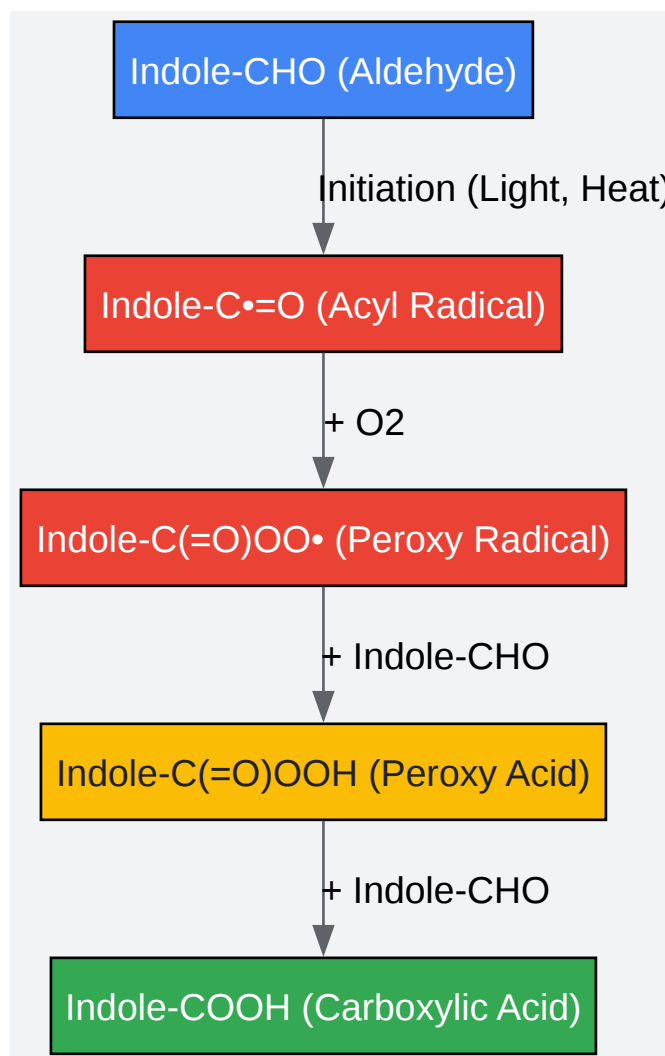 Indole-CHO (Aldehyde)
Initiation (Light, Heat)
Indole-C•=O (Acyl Radical)
+ O2
Indole-C(=O)OO• (Peroxy Radical)
+ Indole-CHO
Indole-C(=O)OOH (Peroxy Acid)
+ Indole-CHO
Indole-COOH (Carboxylic Acid)